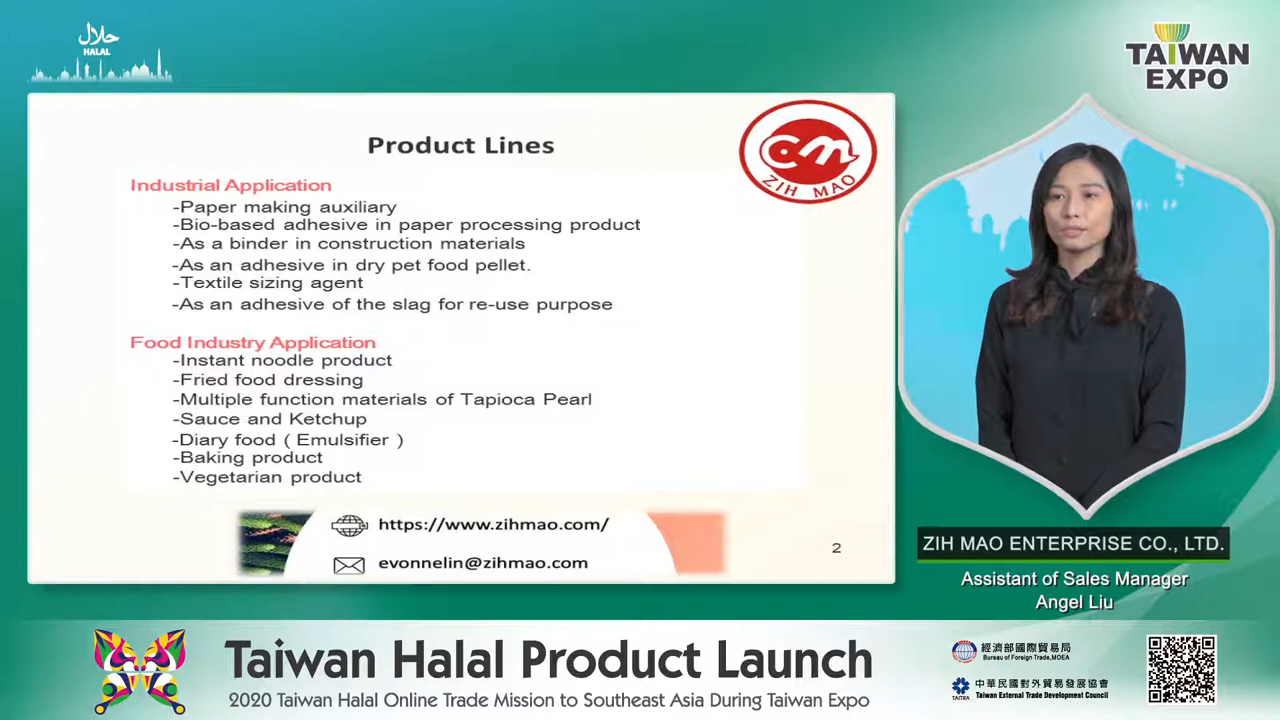 حلال
HALAL
TAIWAN
EXPO
Product Lines
ZIH MAO
Industrial Application
-Paper making auxiliary
-Bio-based adhesive in paper processing product
-As a binder in construction materials
-As an adhesive in dry pet food pellet.
-Textile sizing agent
-As an adhesive of the slag for re-use purpose
Food Industry Application
-Instant noodle product
-Fried food dressing
-Multiple function materials of Tapioca Pearl
-Sauce and Ketchup
-Diary food ( Emulsifier )
-Baking product
-Vegetarian product
https://www.zihmao.com/
evonnelin@zihmao.com
2
ZIH MAO ENTERPRISE CO., LTD.
Assistant of Sales Manager
Angel Liu
Taiwan Halal Product Launch
2020 Taiwan Halal Online Trade Mission to Southeast Asia During Taiwan Expo
經濟部國際貿易局
Bureau of Foreign Trade,MOEA
TAITRA
中華民國對外貿易發展協會
Taiwan External Trade Development Council